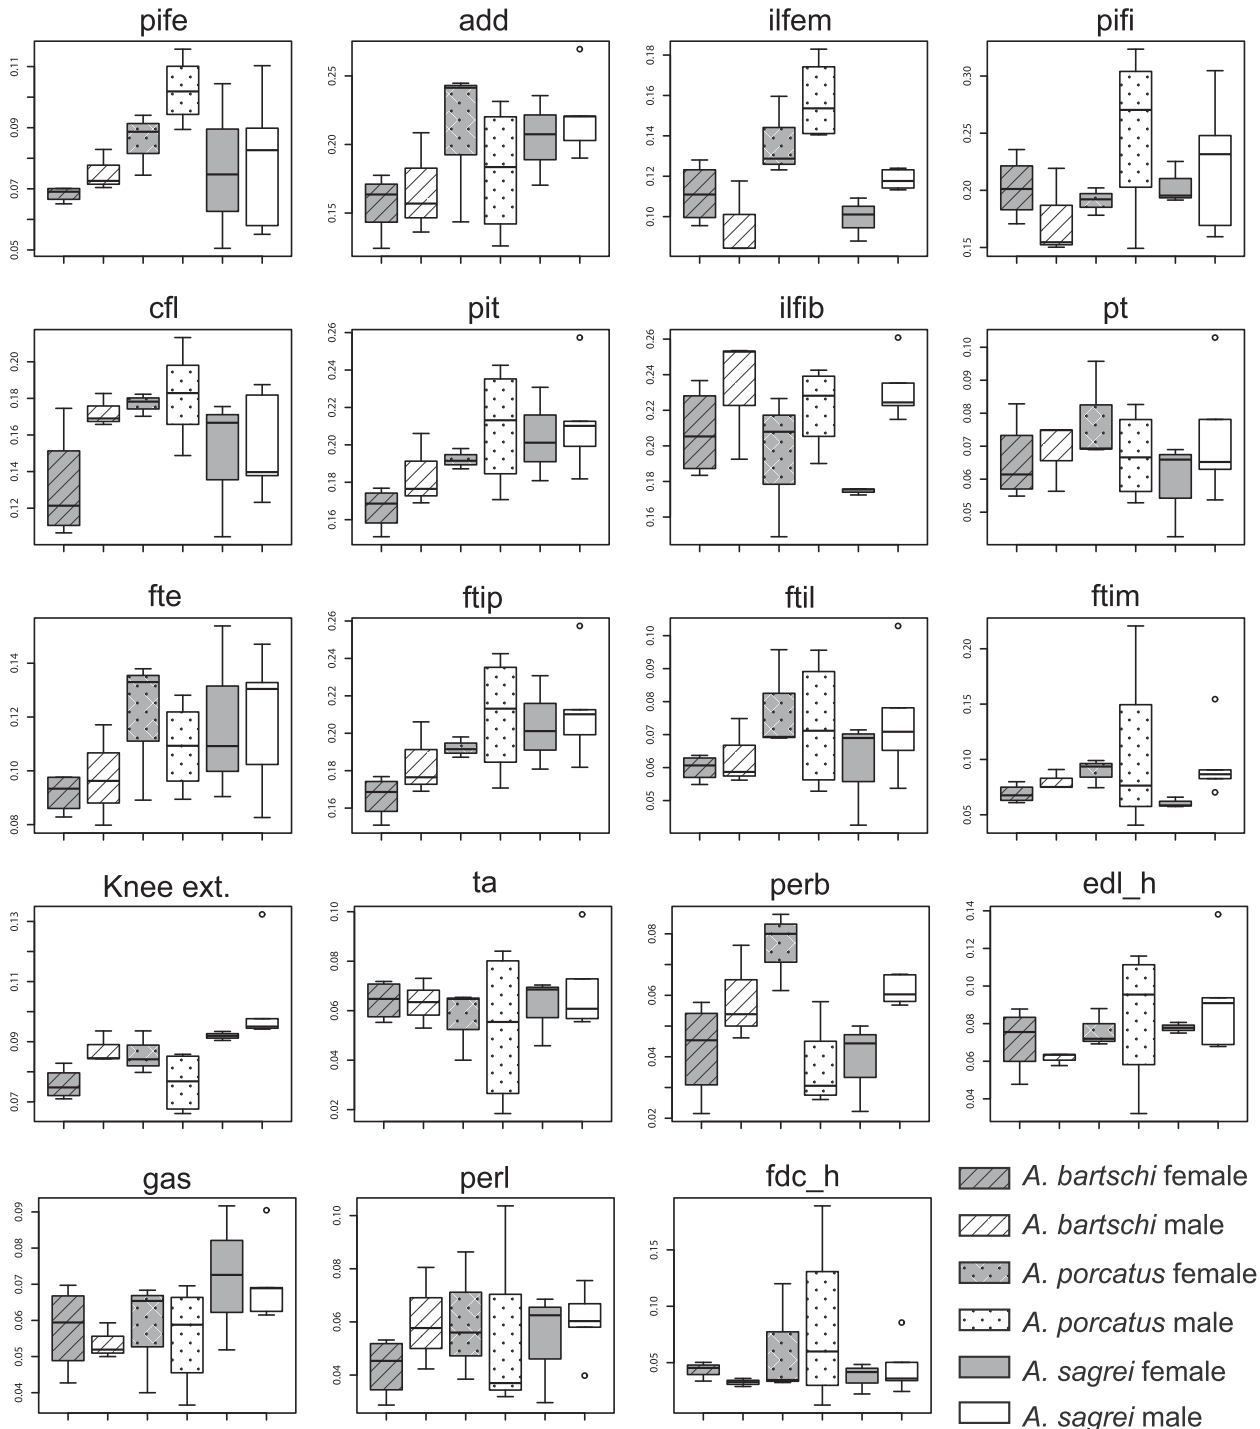 pife add ilfem pifi
0.05 0.07 0.09 0.11
0.15 0.20 0.25
0.10 0.12 0.14 0.16 0.18
0.15 0.20 0.25 0.30
cfl pit ilfib pt
0.12 0.14 0.16 0.18 0.20
0.16 0.18 0.20 0.22 0.24 0.26
0.16 0.18 0.20 0.22 0.24 0.26
0.05 0.06 0.07 0.08 0.09 0.10
fte ftip ftil ftim
0.08 0.10 0.12 0.14
0.16 0.18 0.20 0.22 0.24 0.26
0.05 0.06 0.07 0.08 0.09 0.10
0.05 0.10 0.15 0.20
Knee ext. ta perb edl_h
0.07 0.09 0.11 0.13
0.02 0.04 0.06 0.08 0.10
0.02 0.04 0.06 0.08
0.04 0.06 0.08 0.10 0.12 0.14
gas perl fdc_h
0.04 0.05 0.06 0.07 0.08 0.09
0.04 0.06 0.08 0.10
0.05 0.10 0.15
A. bartschi female
A. bartschi male
A. porcatus female
A. porcatus male
A. sagrei female
A. sagrei male